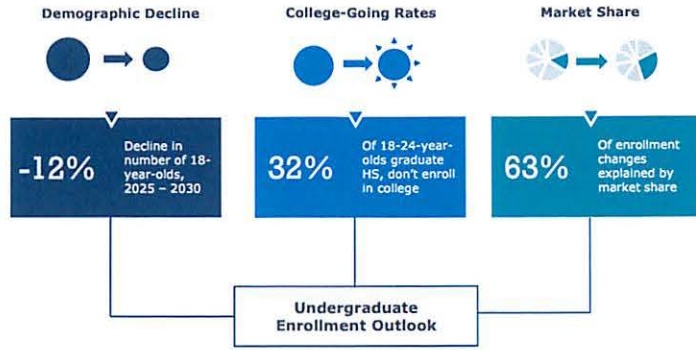 Demographic Decline
College-Going Rates
Market Share
-12%
Decline in
number of 18-
year-olds,
2025 – 2030
32%
Of 18-24-year-
olds graduate
HS, don't enroll
in college
63%
Of enrollment
changes
explained by
market share
Undergraduate
Enrollment Outlook